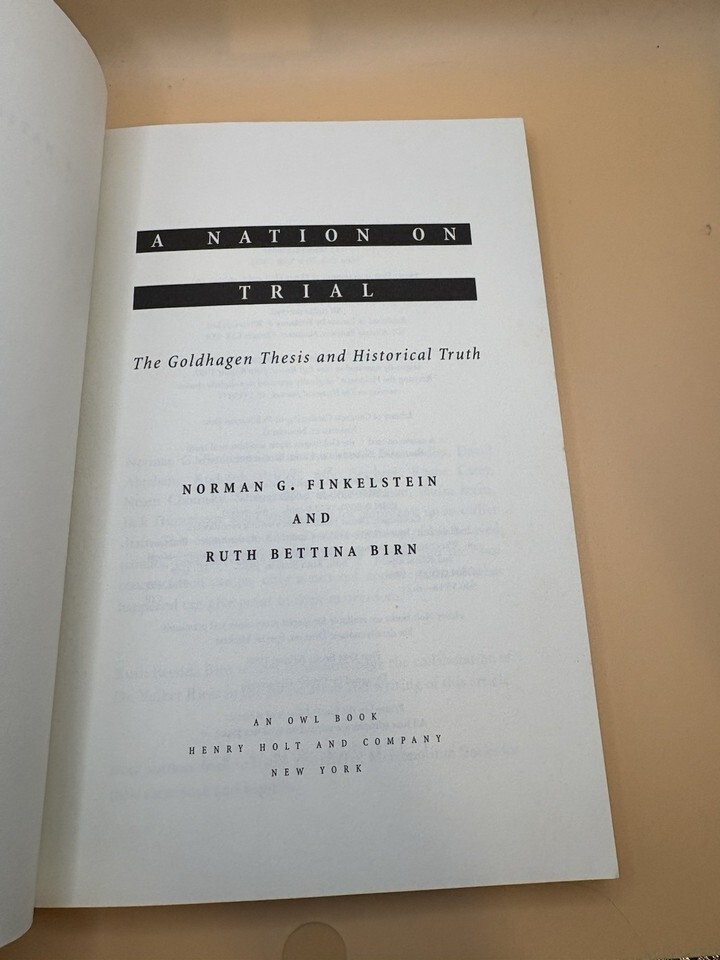 A NATION ON
TRIAL
The Goldhagen Thesis and Historical Truth
NORMAN G. FINKELSTEIN
AND
RUTH BETTINA BIRN
AN OWL BOOK
HENRY HOLT AND COMPANY
NEW YORK